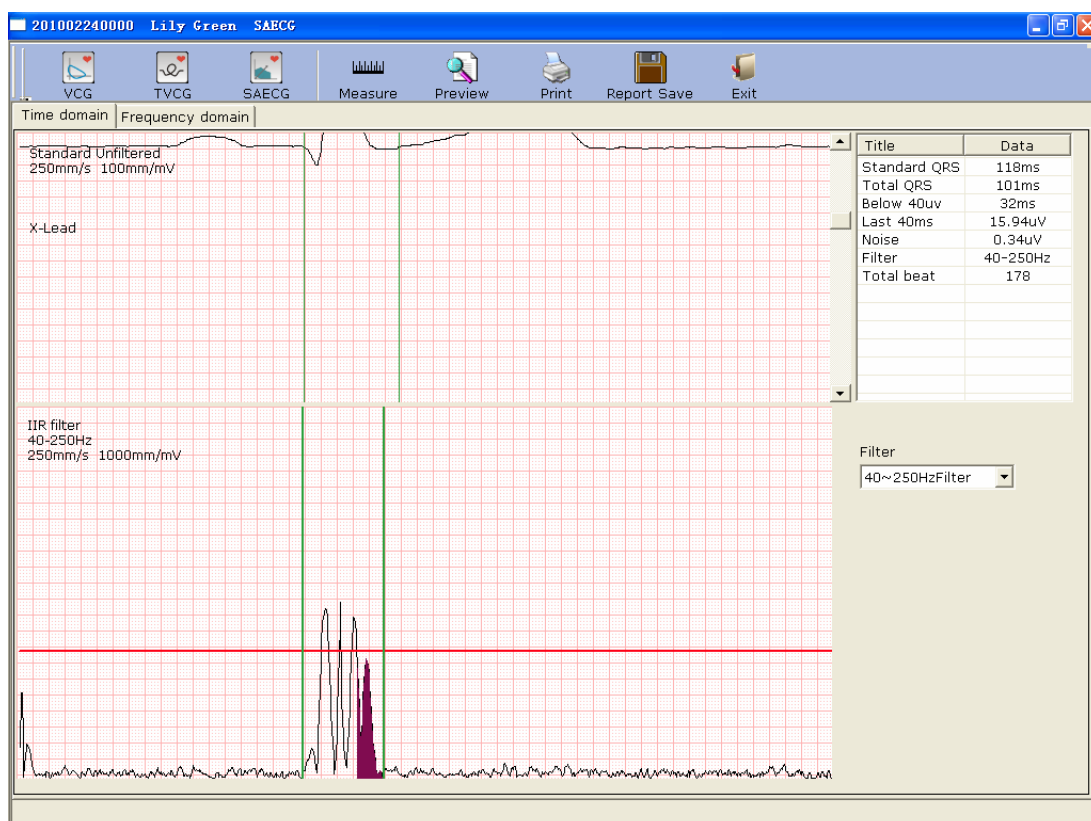 201002240000 Lily Green SAECG
VCG TVCG SAECG Measure Preview Print Report Save Exit
Time domain Frequency domain
Standard Unfiltered
250mm/s 100mm/mV
X-Lead
Title Data
Standard QRS 118ms
Total QRS 101ms
Below 40uv 32ms
Last 40ms 15.94uV
Noise 0.34uV
Filter 40-250Hz
Total beat 178
IIR filter
40-250Hz
250mm/s 1000mm/mV
Filter
40~250HzFilter